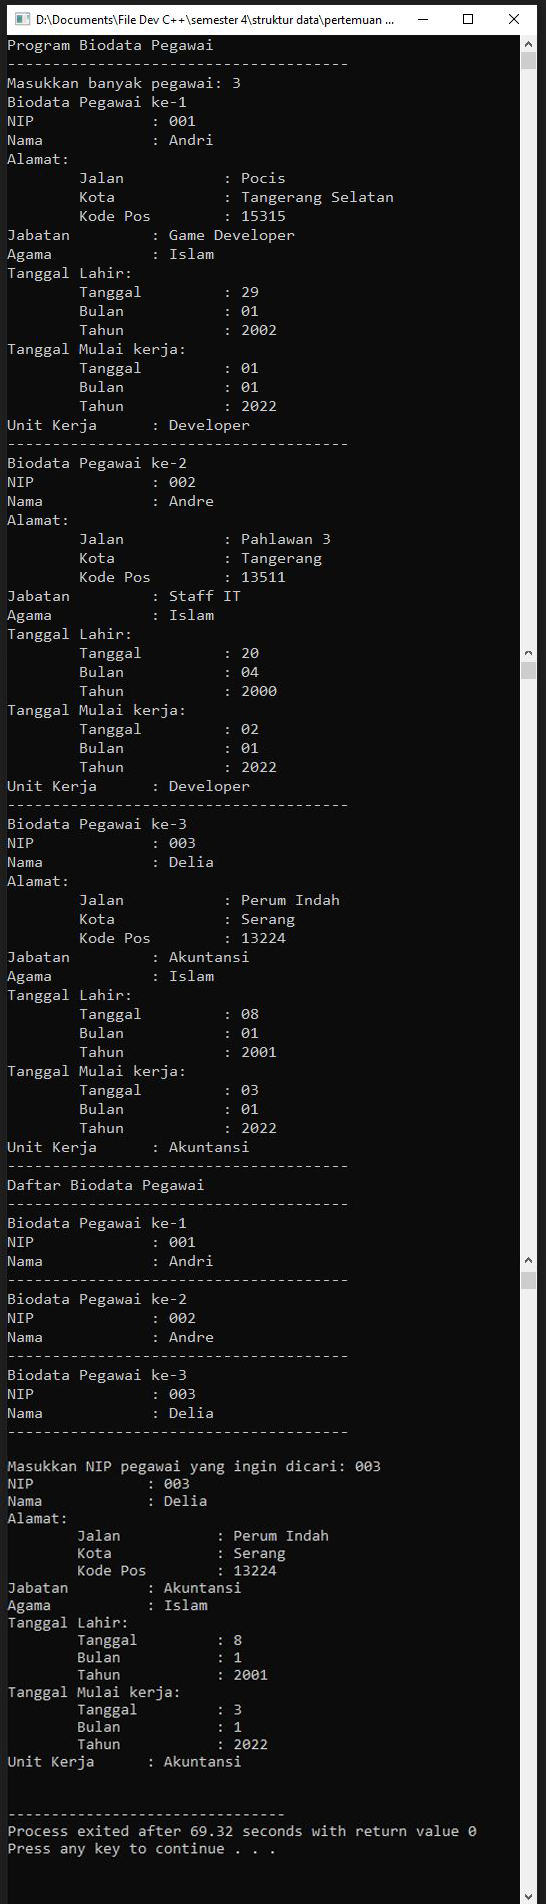 D:\Documents\File Dev C++\semester 4\struktur data\pertemuan ...
Program Biodata Pegawai
--------------------------------------
Masukkan banyak pegawai: 3
Biodata Pegawai ke-1
NIP : 001
Nama : Andri
Alamat:
Jalan : Pocis
Kota : Tangerang Selatan
Kode Pos : 15315
Jabatan : Game Developer
Agama : Islam
Tanggal Lahir:
Tanggal : 29
Bulan : 01
Tahun : 2002
Tanggal Mulai kerja:
Tanggal : 01
Bulan : 01
Tahun : 2022
Unit Kerja : Developer
--------------------------------------
Biodata Pegawai ke-2
NIP : 002
Nama : Andre
Alamat:
Jalan : Pahlawan 3
Kota : Tangerang
Kode Pos : 13511
Jabatan : Staff IT
Agama : Islam
Tanggal Lahir:
Tanggal : 20
Bulan : 04
Tahun : 2000
Tanggal Mulai kerja:
Tanggal : 02
Bulan : 01
Tahun : 2022
Unit Kerja : Developer
--------------------------------------
Biodata Pegawai ke-3
NIP : 003
Nama : Delia
Alamat:
Jalan : Perum Indah
Kota : Serang
Kode Pos : 13224
Jabatan : Akuntansi
Agama : Islam
Tanggal Lahir:
Tanggal : 08
Bulan : 01
Tahun : 2001
Tanggal Mulai kerja:
Tanggal : 03
Bulan : 01
Tahun : 2022
Unit Kerja : Akuntansi
--------------------------------------
Daftar Biodata Pegawai
--------------------------------------
Biodata Pegawai ke-1
NIP : 001
Nama : Andri
--------------------------------------
Biodata Pegawai ke-2
NIP : 002
Nama : Andre
--------------------------------------
Biodata Pegawai ke-3
NIP : 003
Nama : Delia
--------------------------------------
Masukkan NIP pegawai yang ingin dicari: 003
NIP : 003
Nama : Delia
Alamat:
Jalan : Perum Indah
Kota : Serang
Kode Pos : 13224
Jabatan : Akuntansi
Agama : Islam
Tanggal Lahir:
Tanggal : 8
Bulan : 1
Tahun : 2001
Tanggal Mulai kerja:
Tanggal : 3
Bulan : 1
Tahun : 2022
Unit Kerja : Akuntansi
--------------------------------
Process exited after 69.32 seconds with return value 0
Press any key to continue . . .